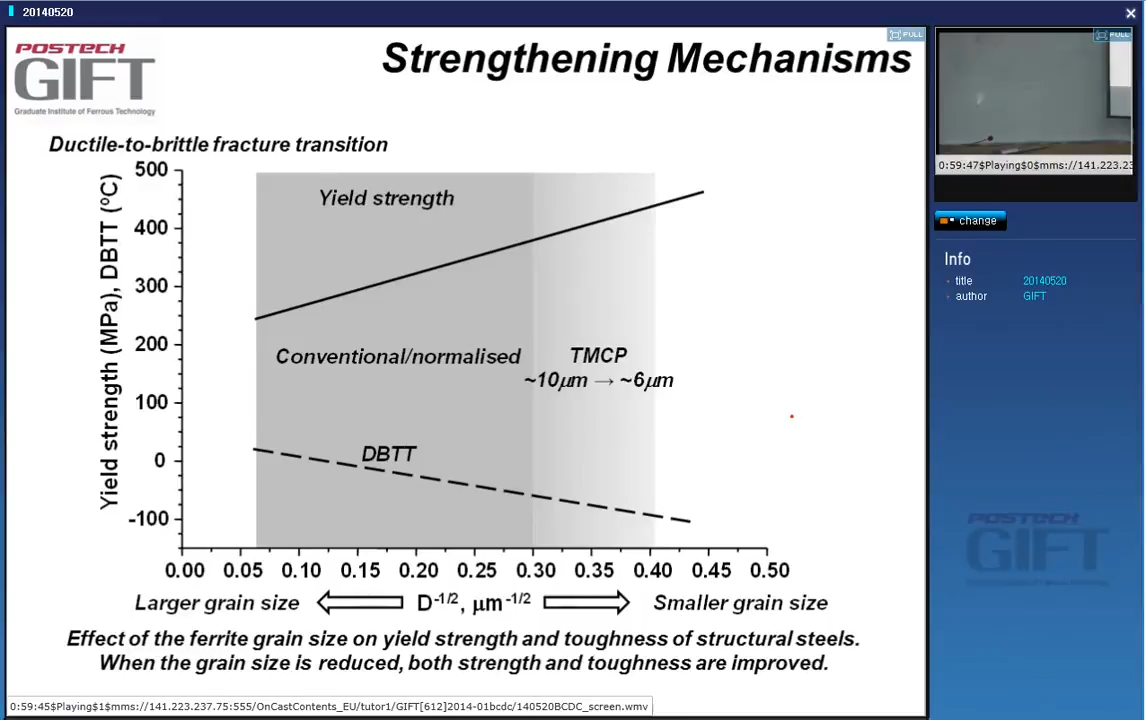 20140520
POSTECH
GIFT
Graduate Institute of Ferrous Technology
FULL
Strengthening Mechanisms
Ductile-to-brittle fracture transition
Yield strength (MPa), DBTT (ºC)
500
400
300
200
100
0
-100
Yield strength
Conventional/normalised
TMCP
~10µm → ~6µm
DBTT
0.00 0.05 0.10 0.15 0.20 0.25 0.30 0.35 0.40 0.45 0.50
Larger grain size D-1/2, µm-1/2 Smaller grain size
Effect of the ferrite grain size on yield strength and toughness of structural steels.
When the grain size is reduced, both strength and toughness are improved.
0:59:45$Playing$1$mms://141.223.237.75:555/OnCastContents_EU/tutor1/GIFT[612]2014-01bcdc/140520BCDC_screen.wmv
FULL
0:59:47$Playing$0$mms://141.223.23
change
Info
title 20140520
author GIFT
POSTECH
GIFT